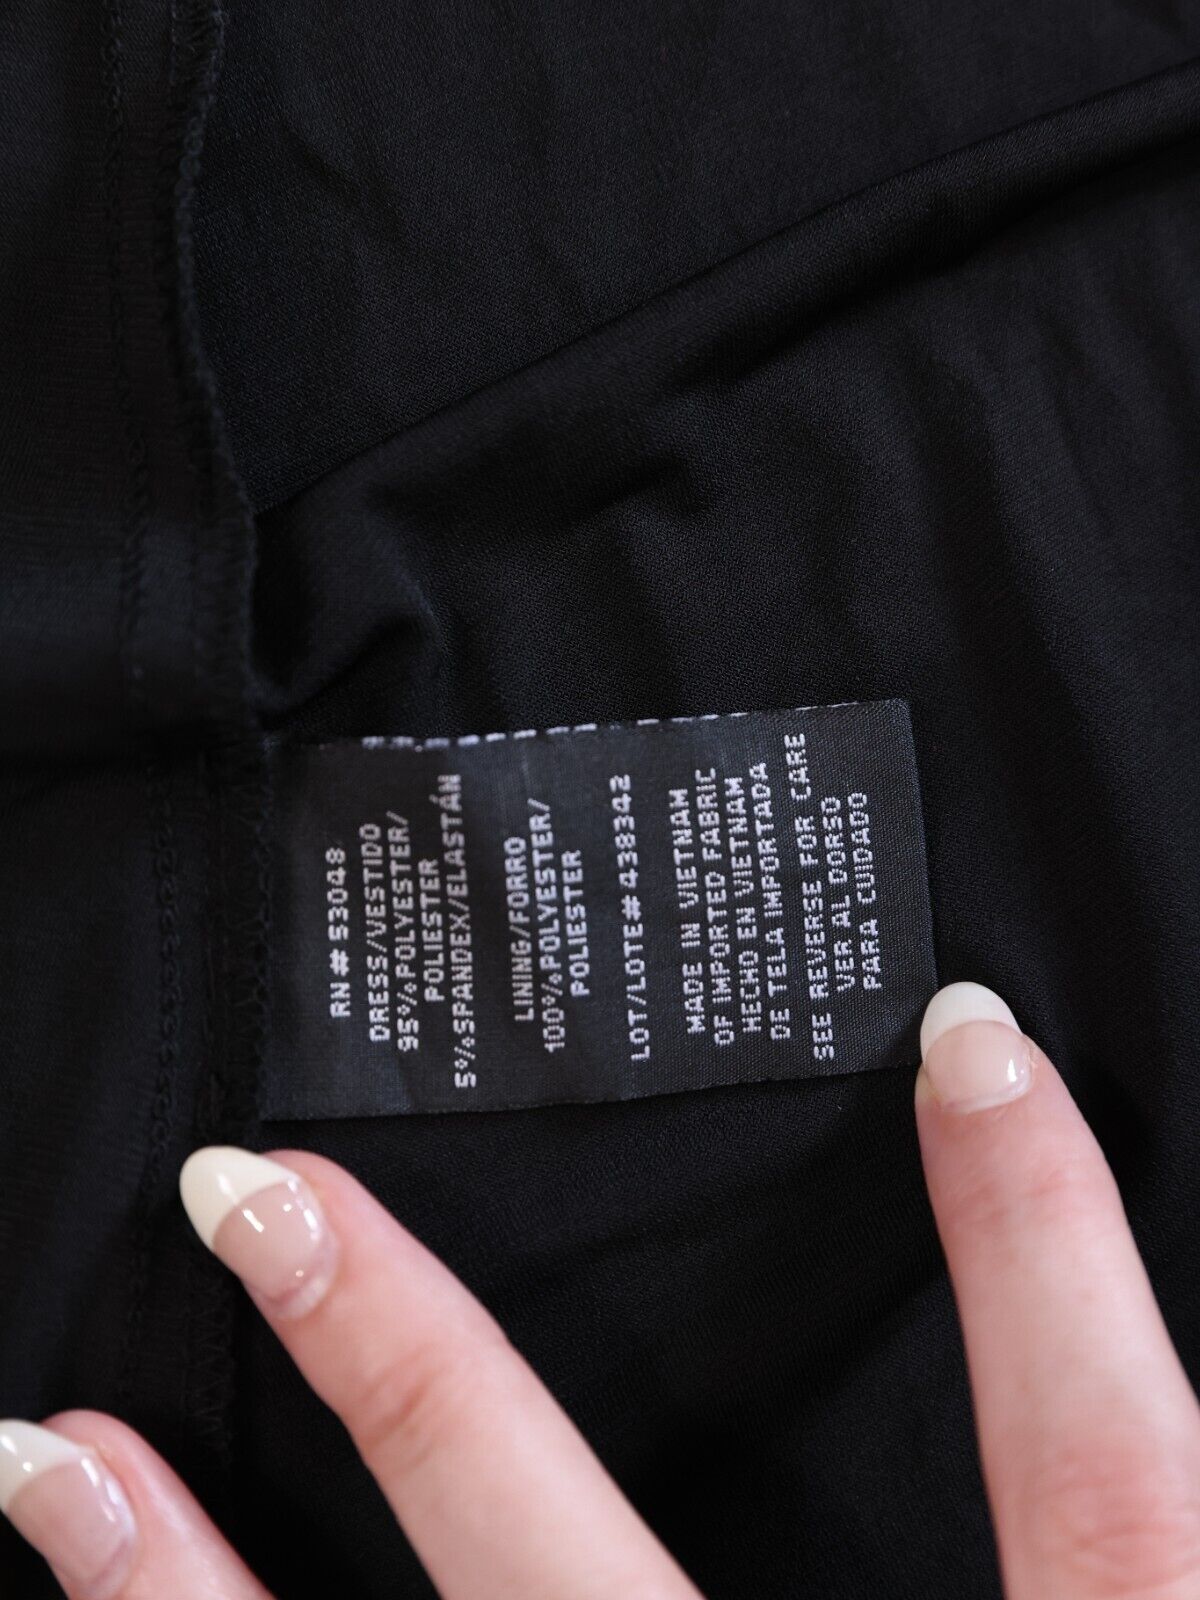 RN# 53048
DRESS/VESTIDO
95%POLYESTER/
POLIESTER
5%SPANDEX/ELASTÁN
LINING/FORRO
100%POLYESTER/
POLIESTER
LOT/LOTE# 438342
MADE IN VIETNAM
OF IMPORTED FABRIC
HECHO EN VIETNAM
DE TELA IMPORTADA
SEE REVERSE FOR CARE
VER AL DORSO
PARA CUIDADO